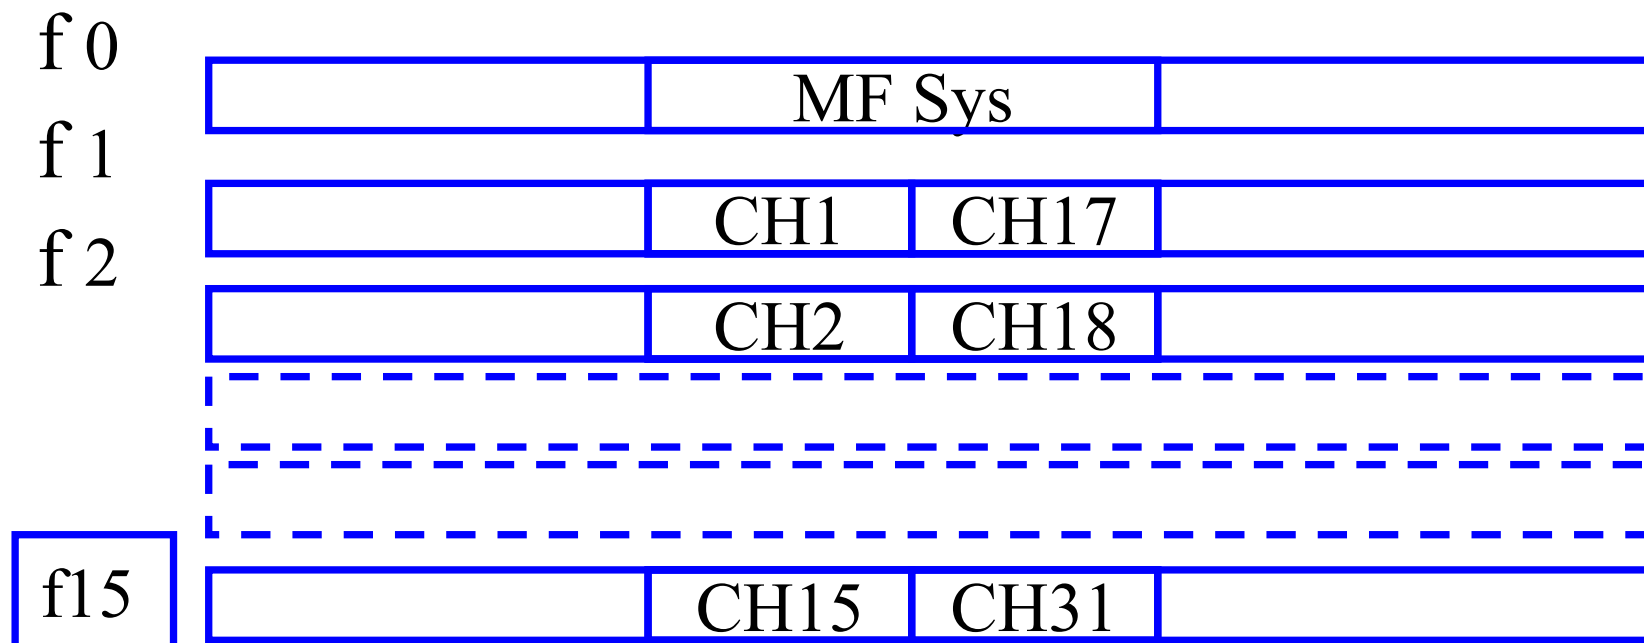 f 0
MF Sys
f 1
CH1 CH17
f 2
CH2 CH18
f15
CH15 CH31